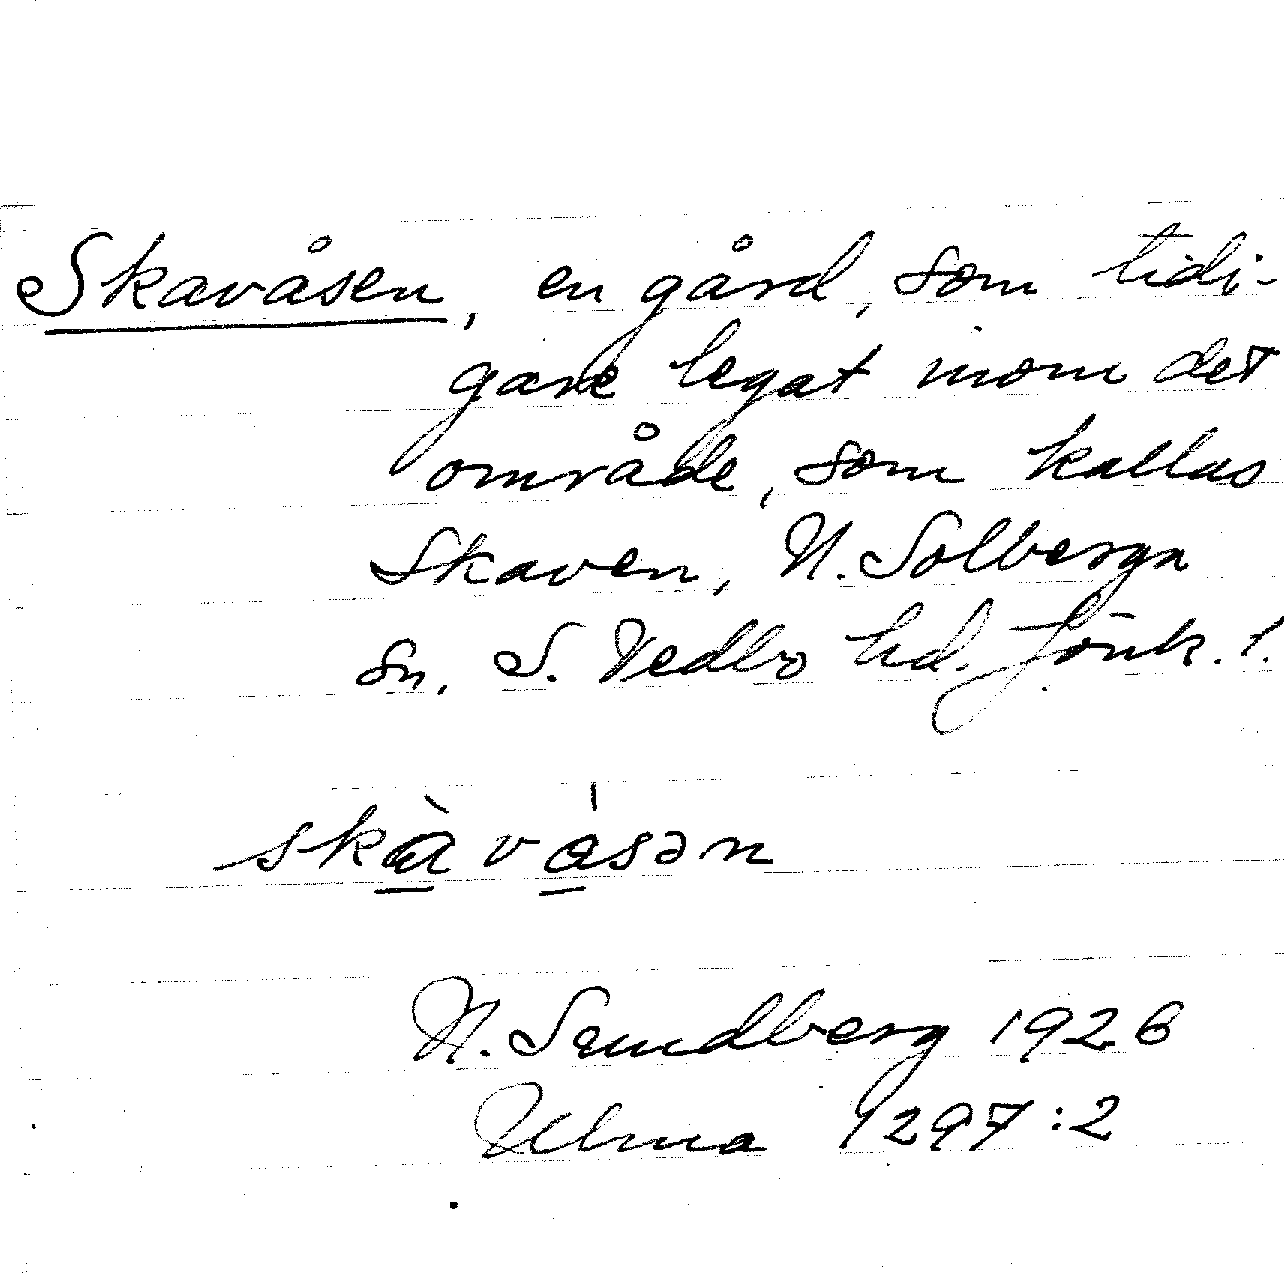 Skavåsen, en gård, som tidi-
gare legat inom det
område, som kallas
Skaven, N. Solberga
sn, S. Vedbo hd. Jönk. l.
skàvásən
N. Sundberg 1926
Ulma 1297:2